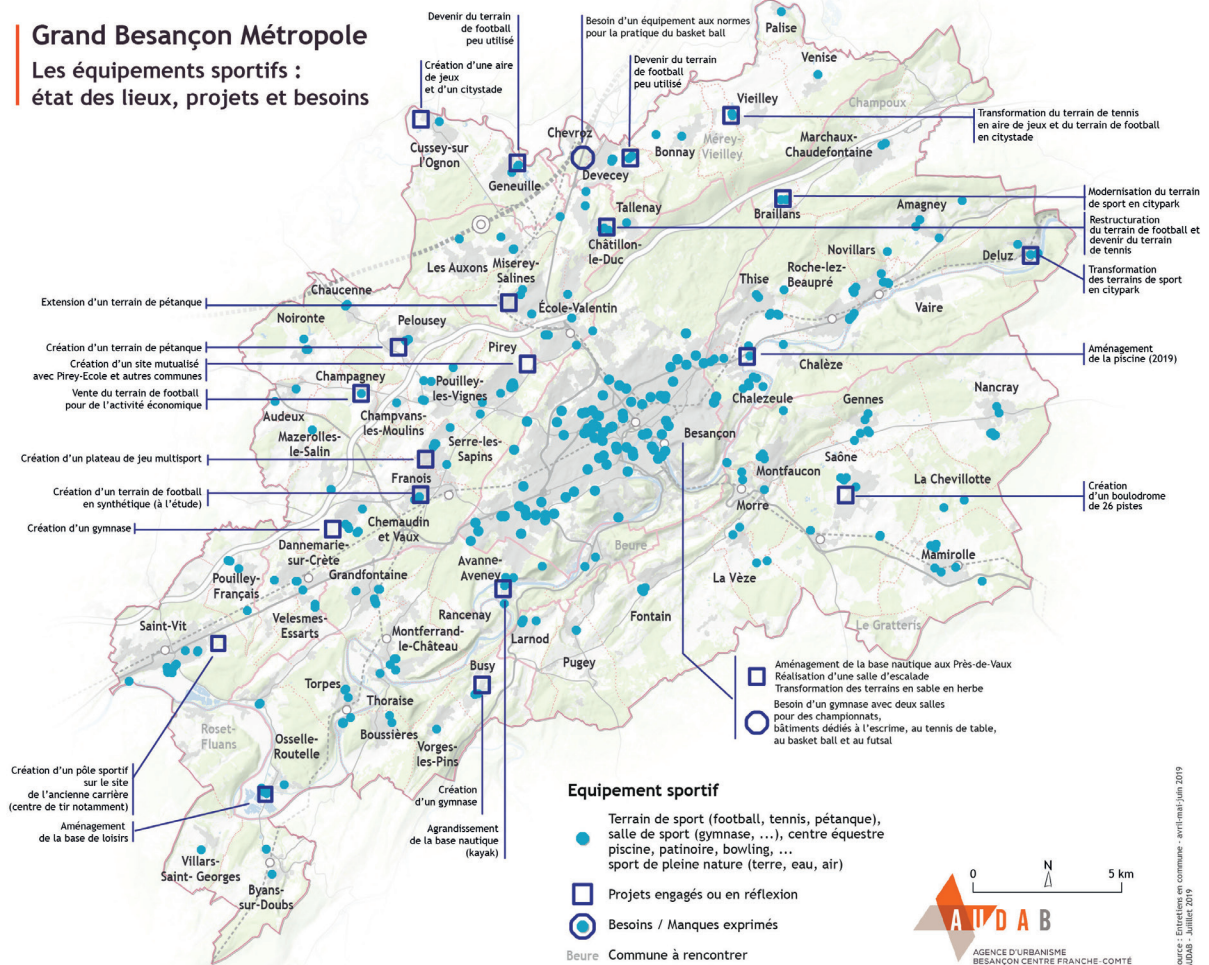 Grand Besançon Métropole
Les équipements sportifs :
état des lieux, projets et besoins
Devenir du terrain
de football
peu utilisé
Besoin d'un équipement aux normes
pour la pratique du basket ball
Création d'une aire
de jeux
et d'un citystade
Devenir du terrain
de football
peu utilisé
Palise
Venise
Vieilley
Champoux
Transformation du terrain de tennis
en aire de jeux et du terrain de football
en citystade
Chevroz
Mérey-
Vieilley
Marchaux-
Chaudefontaine
Cussey-sur
l'Ognon
Bonnay
Geneuille
Devecey
Modernisation du terrain
de sport en citypark
Tallenay
Braillans
Amagney
Restructuration
du terrain de football et
devenir du terrain
de tennis
Châtillon-
le-Duc
Novillars
Deluz
Les Auxons
Miserey-
Salines
Thise
Roche-lez-
Beaupré
Transformation
des terrains de sport
en citypark
Chaucenne
Extension d'un terrain de pétanque
École-Valentin
Vaire
Noironte
Pelousey
Création d'un terrain de pétanque
Pirey
Création d'un site mutualisé
avec Pirey-Ecole et autres communes
Aménagement
de la piscine (2019)
Chalèze
Champagney
Pouilley-
les-Vignes
Vente du terrain de football
pour de l'activité économique
Chalezeule
Nancray
Audeux
Champvans-
les-Moulins
Gennes
Mazerolles-
le-Salin
Serre-les-
Sapins
Besançon
Création d'un plateau de jeu multisport
Saône
Montfaucon
Franois
La Chevillotte
Création d'un terrain de football
en synthétique (à l'étude)
Création
d'un boulodrome
de 26 pistes
Morre
Création d'un gymnase
Chemaudin
et Vaux
Dannemarie-
sur-Crète
Beure
Mamirolle
Avanne-
Aveney
Pouilley-
Français
Grandfontaine
La Vèze
Velesmes-
Essarts
Rancenay
Fontain
Saint-Vit
Montferrand-
le-Château
Larnod
Le Gratteris
Pugey
Busy
Aménagement de la base nautique aux Près-de-Vaux
Réalisation d'une salle d'escalade
Transformation des terrains en sable en herbe
Torpes
Thoraise
Besoin d'un gymnase avec deux salles
pour des championnats,
bâtiments dédiés à l'escrime, au tennis de table,
au basket ball et au futsal
Roset-
Fluans
Osselle-
Routelle
Boussières
Vorges-
les-Pins
Création d'un pôle sportif
sur le site
de l'ancienne carrière
(centre de tir notamment)
Création
d'un gymnase
Aménagement
de la base de loisirs
Agrandissement
de la base nautique
(kayak)
Villars-
Saint- Georges
Byans-
sur-Doubs
Equipement sportif
Terrain de sport (football, tennis, pétanque),
salle de sport (gymnase, ...), centre équestre
piscine, patinoire, bowling, ...
sport de pleine nature (terre, eau, air)
Projets engagés ou en réflexion
Besoins / Manques exprimés
Beure Commune à rencontrer
N
0 5 km
AUDAB
AGENCE D'URBANISME
BESANÇON CENTRE FRANCHE-COMTÉ
ource : Entretiens en commune - avril-mai-juin 2019
AUDAB - Juillet 2019